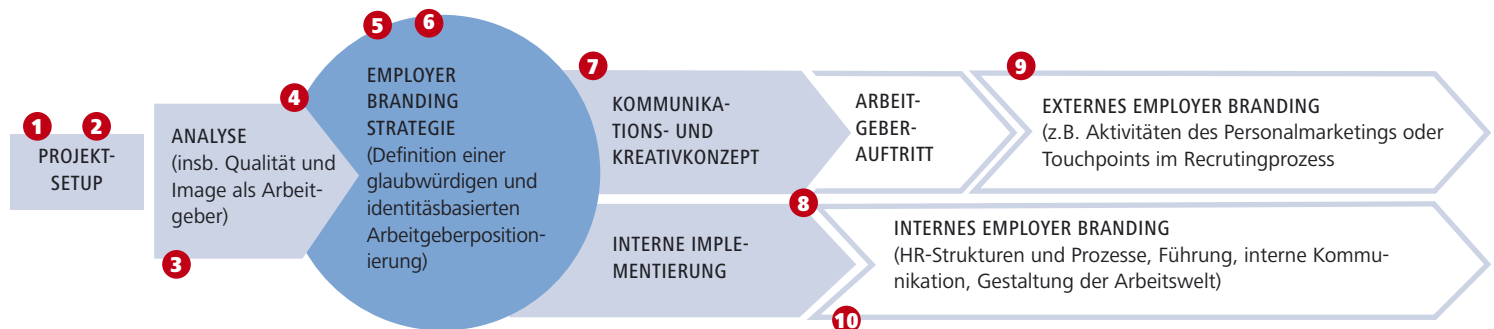 1
2
PROJEKT-
SETUP
3
ANALYSE
(insb. Qualität und
Image als Arbeit-
geber)
4
5
6
EMPLOYER
BRANDING
STRATEGIE
(Definition einer
glaubwürdigen und
identitäsbasierten
Arbeitgeberposition-
ierung)
7
KOMMUNIKA-
TIONS- UND
KREATIVKONZEPT
ARBEIT-
GEBER-
AUFTRITT
9
EXTERNES EMPLOYER BRANDING
(z.B. Aktivitäten des Personalmarketings oder
Touchpoints im Recrutingprozess
INTERNE IMPLE-
MENTIERUNG
8
INTERNES EMPLOYER BRANDING
(HR-Strukturen und Prozesse, Führung, interne Kommu-
nikation, Gestaltung der Arbeitswelt)
10